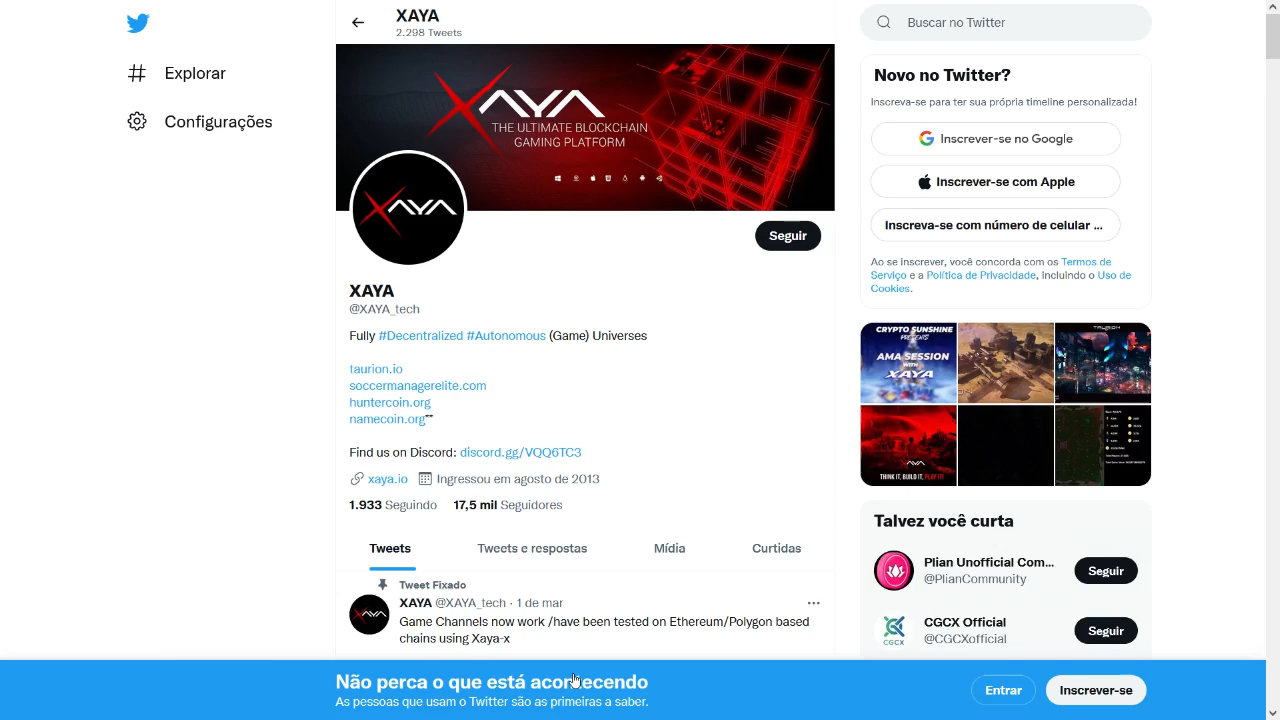 XAYA
2.298 Tweets
Explorar
Configurações
XAYA
THE ULTIMATE BLOCKCHAIN
GAMING PLATFORM
XAYA
Seguir
XAYA
@XAYA_tech
Fully #Decentralized #Autonomous (Game) Universes
taurion.io
soccermanagerelite.com
huntercoin.org
namecoin.org
Find us on Discord: discord.gg/VQQ6TC3
xaya.io Ingressou em agosto de 2013
1.933 Seguindo 17,5 mil Seguidores
Tweets Tweets e respostas Mídia Curtidas
Tweet Fixado
XAYA @XAYA_tech · 1 de mar
Game Channels now work /have been tested on Ethereum/Polygon based
chains using Xaya-x
Buscar no Twitter
Novo no Twitter?
Inscreva-se para ter sua própria timeline personalizada!
Inscrever-se no Google
Inscrever-se com Apple
Inscreva-se com número de celular ...
Ao se inscrever, você concorda com os Termos de
Serviço e a Política de Privacidade, incluindo o Uso de
Cookies.
CRYPTO SUNSHINE
PRESENTS
AMA SESSION
WITH
XAYA
TAURION
XAYA
THINK IT, BUILD IT, PLAY IT!
Talvez você curta
Plian Unofficial Com...
@PlianCommunity
Seguir
CGCX
CGCX Official
@CGCXofficial
Seguir
Não perca o que está acontecendo
As pessoas que usam o Twitter são as primeiras a saber.
Entrar
Inscrever-se